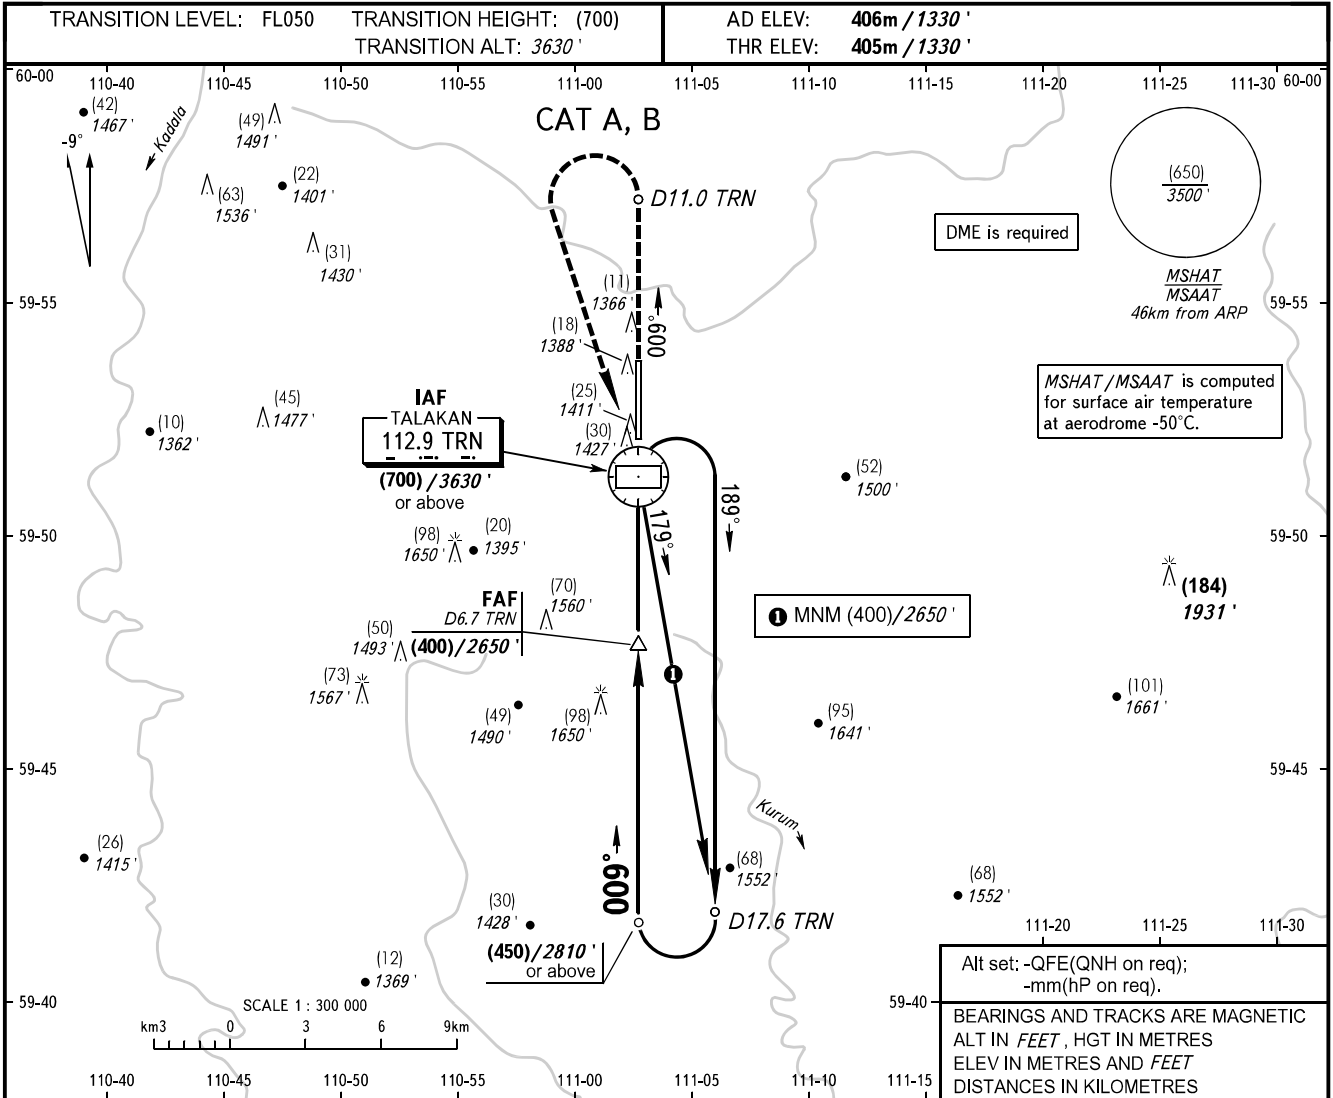 TRANSITION LEVEL: FL050 TRANSITION HEIGHT: (700)
TRANSITION ALT: 3630 '
AD ELEV: 406m / 1330 '
THR ELEV: 405m / 1330 '
60-00 110-40 110-45 110-50 110-55 111-00 111-05 111-10 111-15 111-20 111-25 111-30 60-00
(42)
1467 '
-9°
Kadala
(49)
1491 '
CAT A, B
(22)
1401 '
(63)
1536 '
(31)
1430 '
D11.0 TRN
DME is required
(650)
3500 '
MSHAT
MSAAT
46km from ARP
59-55
59-55
(11)
1366 '
(18)
1388 '
009°
MSHAT/MSAAT is computed
for surface air temperature
at aerodrome -50°C.
(45)
1477 '
(10)
1362 '
(25)
1411 '
(30)
1427 '
IAF
TALAKAN
112.9 TRN
(700) / 3630 '
or above
189°
179°
(52)
1500 '
59-50
59-50
(98)
1650 '
(20)
1395 '
(70)
1560 '
FAF
D6.7 TRN
(400)/2650 '
(50)
1493 '
(73)
1567 '
1 MNM (400)/2650 '
(184)
1931 '
1
(49)
1490 '
(98)
1650 '
(95)
1641 '
(101)
1661 '
59-45
59-45
Kurum
(26)
1415 '
009°
(68)
1552 '
(68)
1552 '
(30)
1428 '
D17.6 TRN
(450)/2810 '
or above
(12)
1369 '
111-20 111-25 111-30
59-40
59-40
SCALE 1 : 300 000
km3 0 3 6 9km
Alt set: -QFE(QNH on req);
-mm(hP on req).
BEARINGS AND TRACKS ARE MAGNETIC
ALT IN FEET, HGT IN METRES
ELEV IN METRES AND FEET
DISTANCES IN KILOMETRES
110-40 110-45 110-50 110-55 111-00 111-05 111-10 111-15